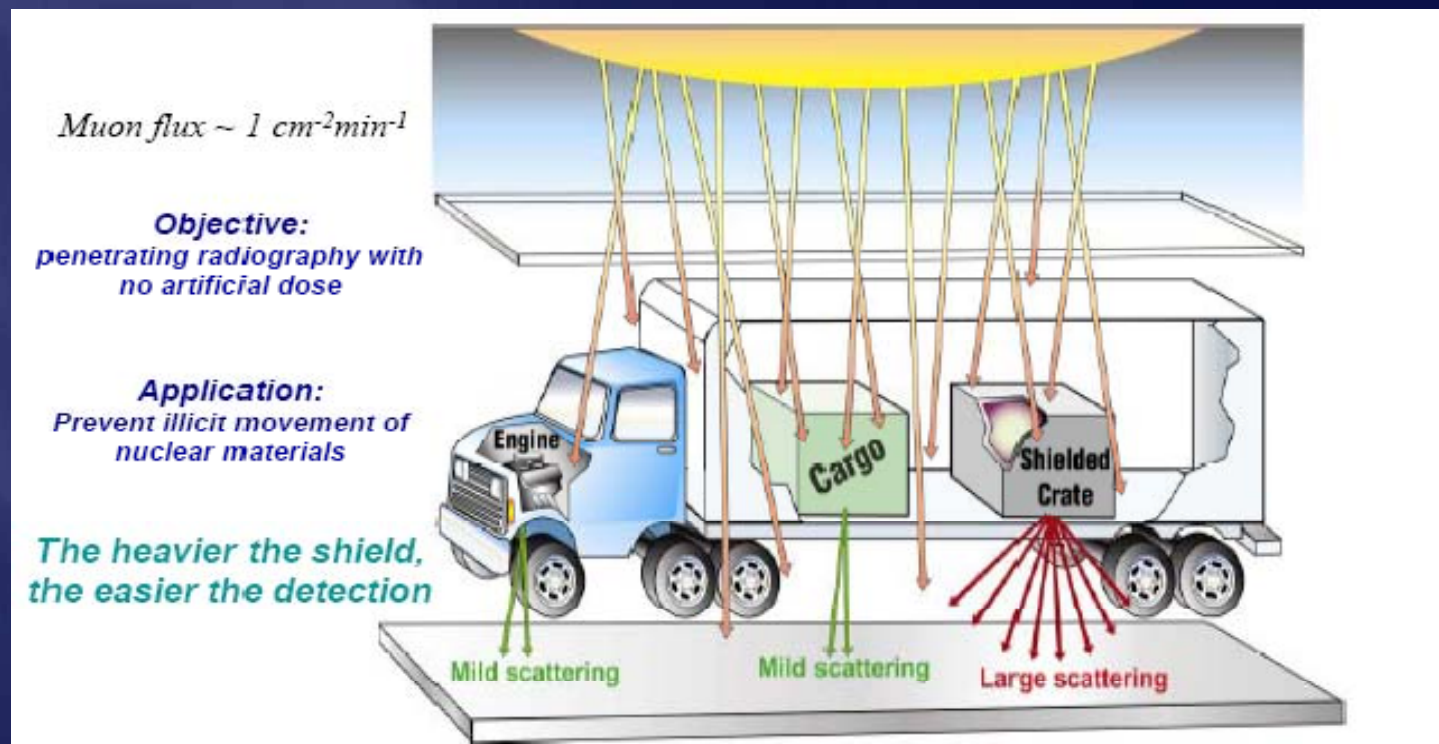 Muon flux ~ 1 cm⁻²min⁻¹
Objective:
penetrating radiography with
no artificial dose
Application:
Prevent illicit movement of
nuclear materials
The heavier the shield,
the easier the detection
Engine
Cargo
Shielded
Crate
Mild scattering
Mild scattering
Large scattering